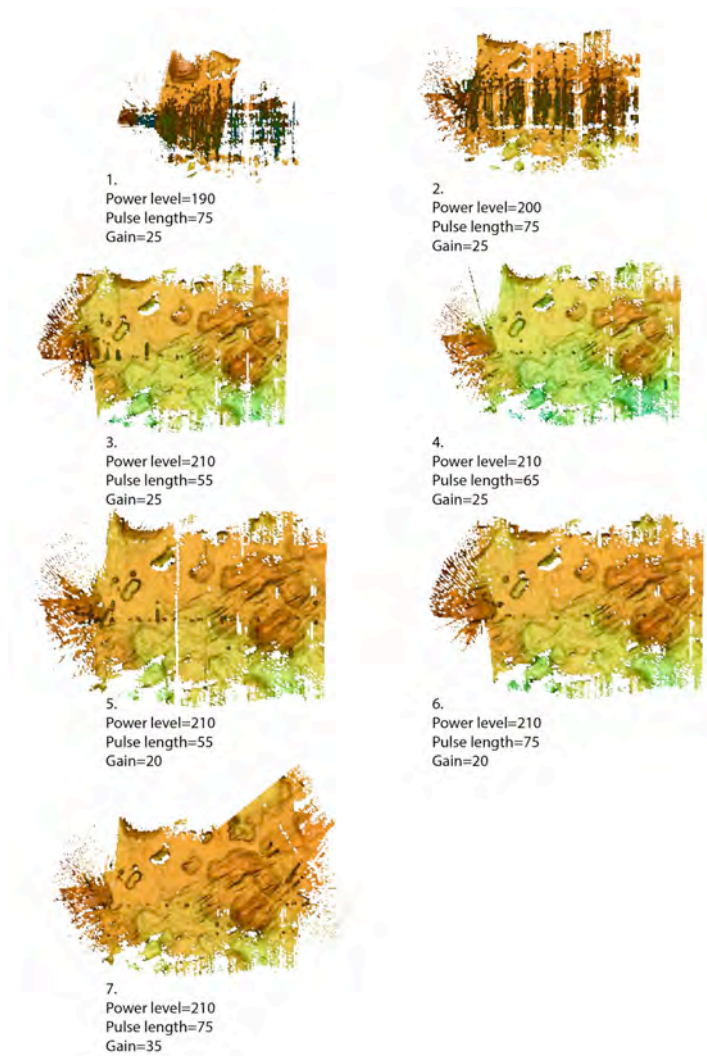 1.
Power level=190
Pulse length=75
Gain=25
2.
Power level=200
Pulse length=75
Gain=25
3.
Power level=210
Pulse length=55
Gain=25
4.
Power level=210
Pulse length=65
Gain=25
5.
Power level=210
Pulse length=55
Gain=20
6.
Power level=210
Pulse length=75
Gain=20
7.
Power level=210
Pulse length=75
Gain=35